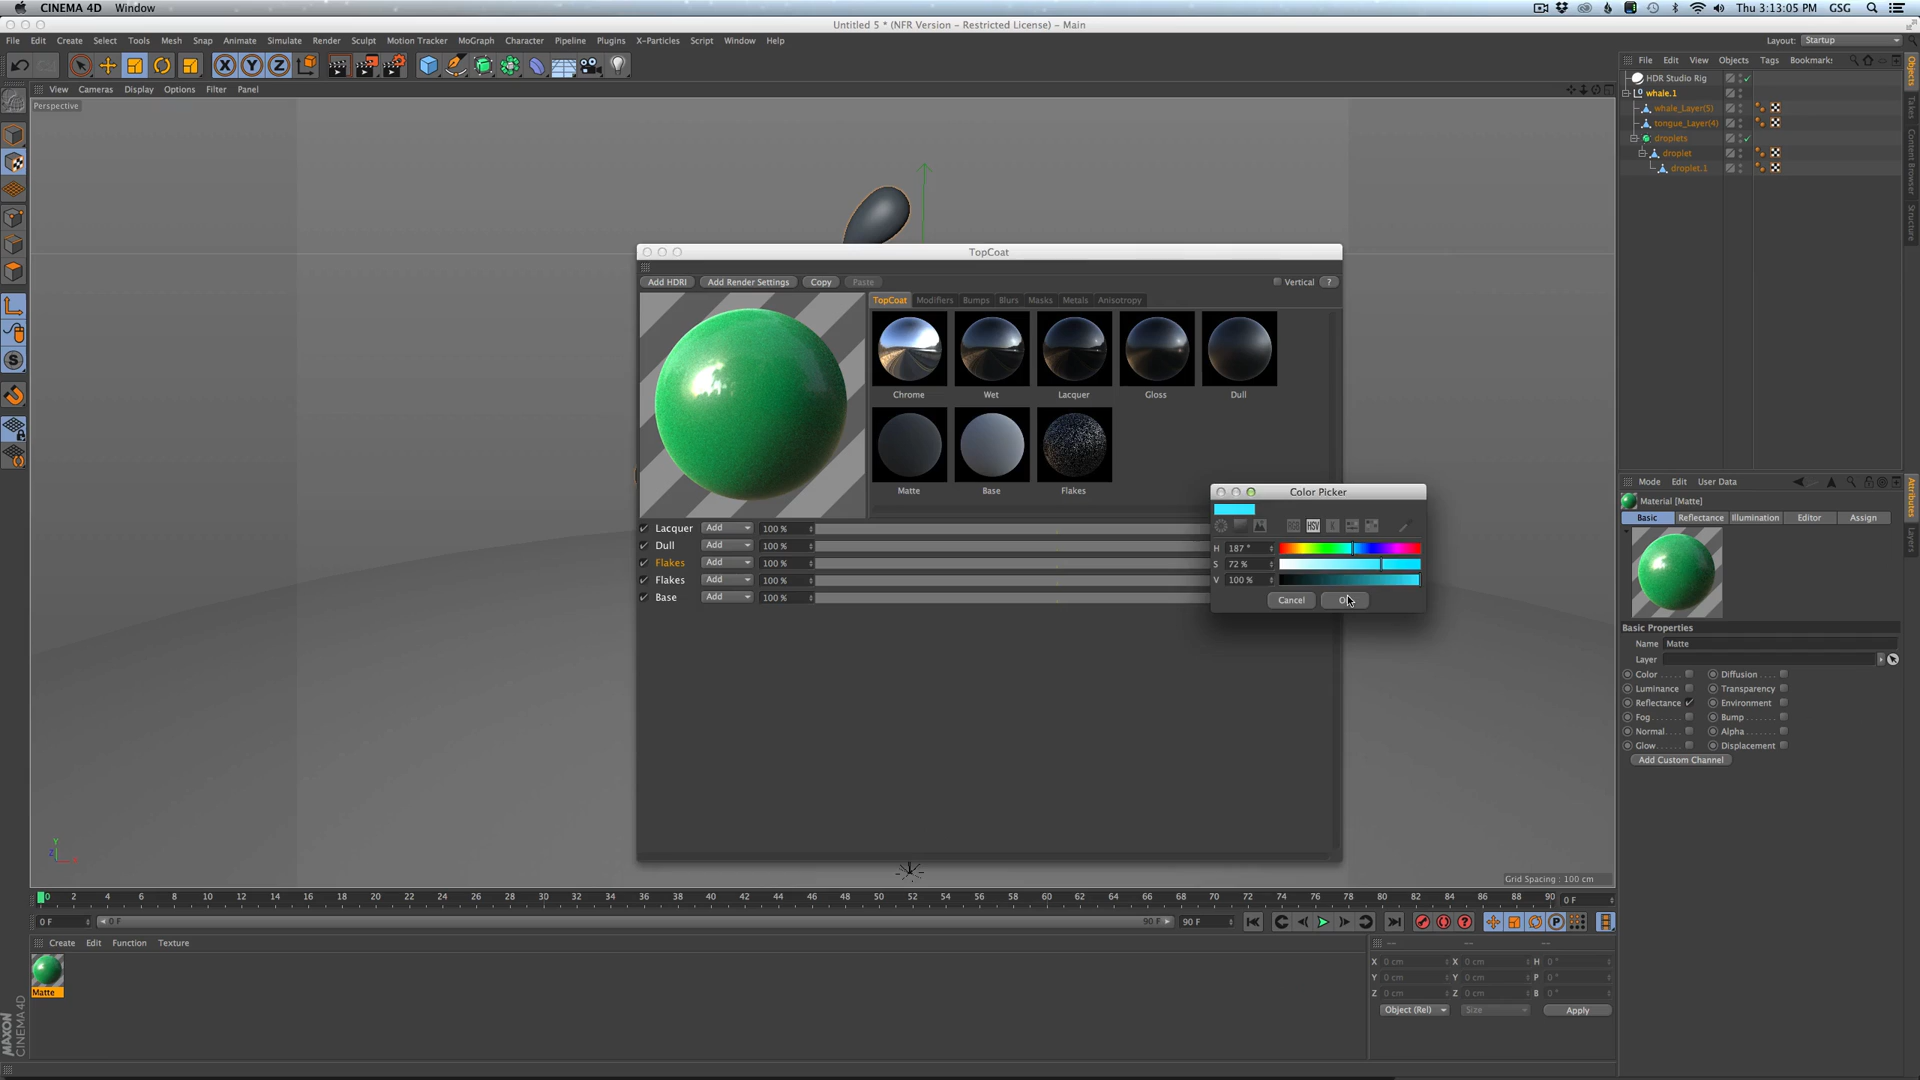 CINEMA 4D Window Thu 3:13:05 PM GSG
Untitled 5 * (NFR Version - Restricted License) - Main
File Edit Create Select Tools Mesh Snap Animate Simulate Render Sculpt Motion Tracker MoGraph Character Pipeline Plugins X-Particles Script Window Help Layout: Startup
X Y Z File Edit View Objects Tags Bookmarks
View Cameras Display Options Filter Panel
Perspective
HDR Studio Rig
whale.1
whale_Layer(5)
tongue_Layer(4)
droplets
droplet
droplet.1
Objects
Takes
Content Browser
Structure
TopCoat
Add HDRI Add Render Settings Copy Paste Vertical ?
TopCoat Modifiers Bumps Blurs Masks Metals Anisotropy
Chrome Wet Lacquer Gloss Dull
Matte Base Flakes
Lacquer Add 100 %
Dull Add 100 %
Flakes Add 100 %
Flakes Add 100 %
Base Add 100 %
Color Picker
RGB HSV K
H 187 °
S 72 %
V 100 %
Cancel
Mode Edit User Data
Material [Matte]
Basic Reflectance Illumination Editor Assign
Basic Properties
Name Matte
Layer
Color Diffusion
Luminance Transparency
Reflectance Environment
Fog Bump
Normal Alpha
Glow Displacement
Add Custom Channel
Attributes
Layers
Y
Z
Grid Spacing : 100 cm
0 2 4 6 8 10 12 14 16 18 20 22 24 26 28 30 32 34 36 38 40 42 44 46 48 50 52 54 56 58 60 62 64 66 68 70 72 74 76 78 80 82 84 86 88 90 0 F
0 F 0 F 90 F 90 F
Create Edit Function Texture
Matte
-- -- --
X 0 cm X 0 cm H 0 °
Y 0 cm Y 0 cm P 0 °
Z 0 cm Z 0 cm B 0 °
Object (Rel) Size Apply
MAXON
CINEMA 4D